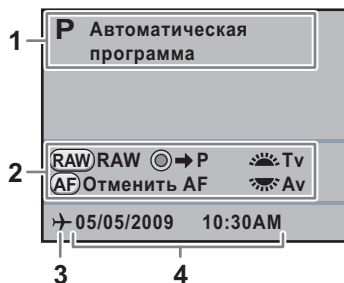 1
P Автоматическая
программа
2
RAW RAW ➔ P Tv
AF Отменить AF Av
05/05/2009 10:30AM
3 4